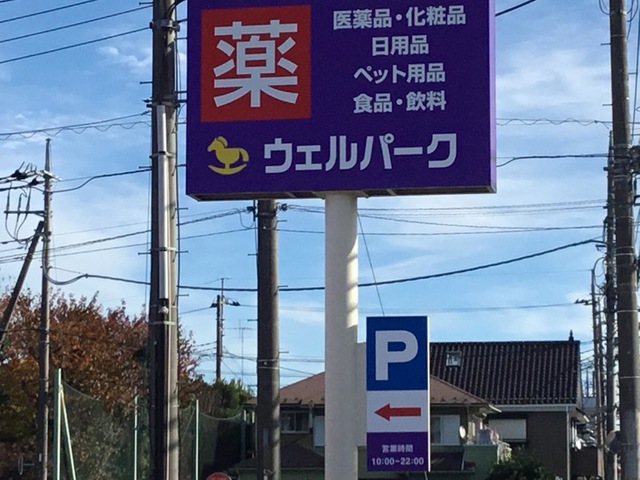 薬
医薬品・化粧品
日用品
ペット用品
食品・飲料
ウェルパーク
P
営業時間
10:00-22:00